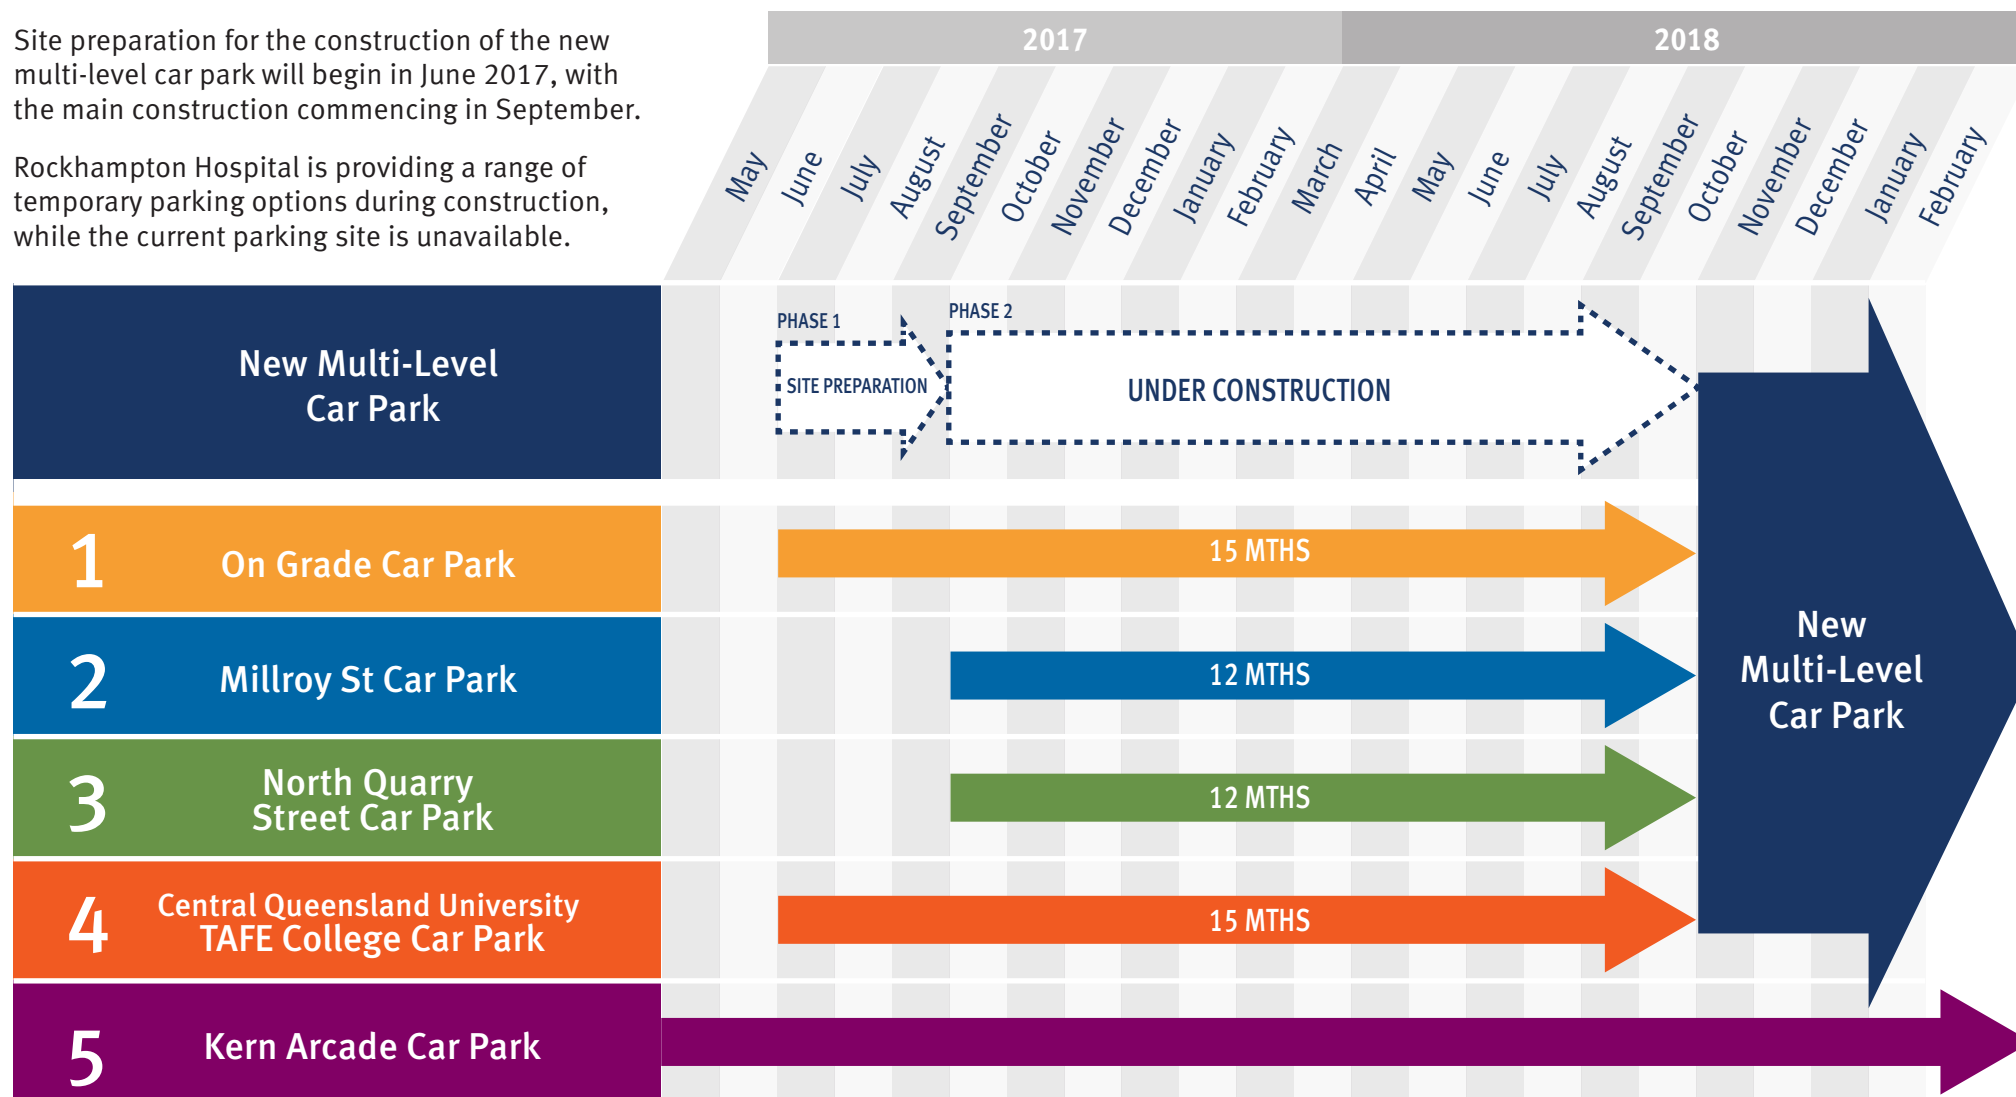 Site preparation for the construction of the new
multi-level car park will begin in June 2017, with
the main construction commencing in September.
Rockhampton Hospital is providing a range of
temporary parking options during construction,
while the current parking site is unavailable.
2017
2018
May
June
July
August
September
October
November
December
January
February
March
April
May
June
July
August
September
October
November
December
January
February
New Multi-Level
Car Park
PHASE 1
SITE PREPARATION
PHASE 2
UNDER CONSTRUCTION
1
On Grade Car Park
15 MTHS
2
Millroy St Car Park
12 MTHS
3
North Quarry
Street Car Park
12 MTHS
4
Central Queensland University
TAFE College Car Park
15 MTHS
5
Kern Arcade Car Park
New
Multi-Level
Car Park